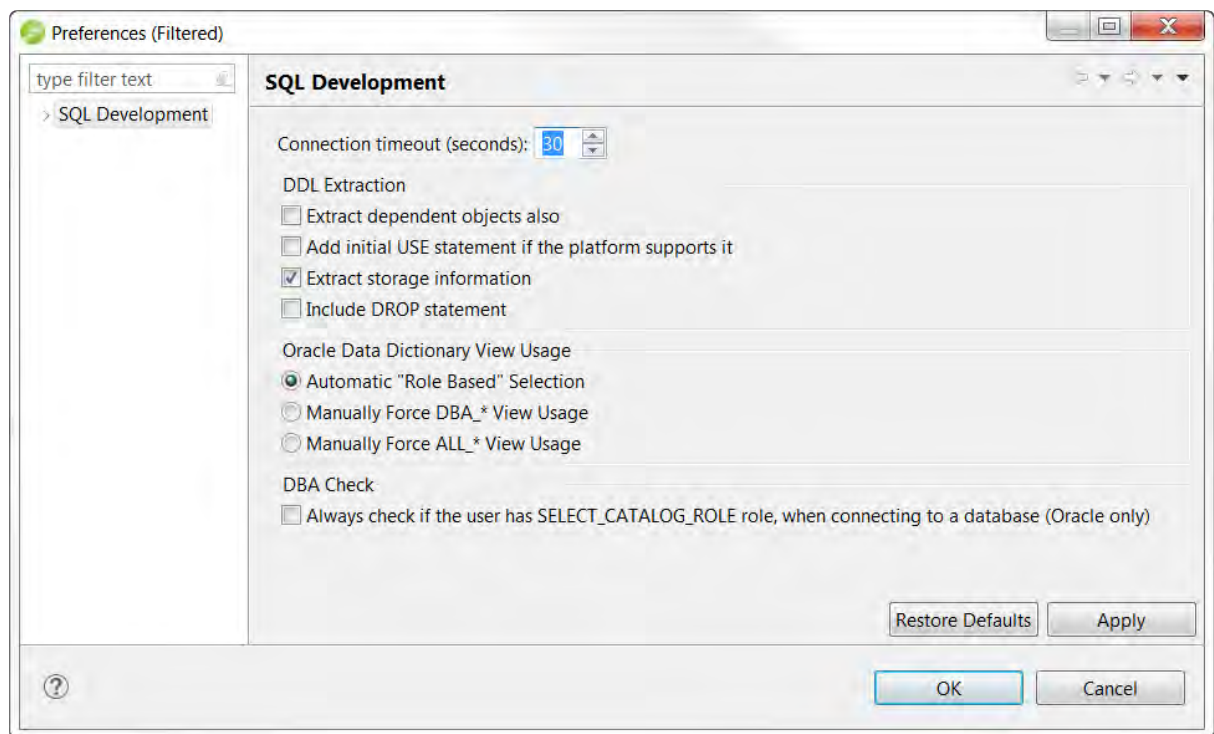 Preferences (Filtered)
type filter text
SQL Development
SQL Development
Connection timeout (seconds): 30
DDL Extraction
Extract dependent objects also
Add initial USE statement if the platform supports it
Extract storage information
Include DROP statement
Oracle Data Dictionary View Usage
Automatic "Role Based" Selection
Manually Force DBA_* View Usage
Manually Force ALL_* View Usage
DBA Check
Always check if the user has SELECT_CATALOG_ROLE role, when connecting to a database (Oracle only)
Restore Defaults Apply
OK Cancel